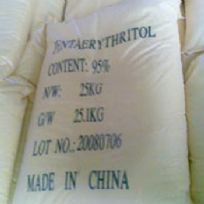 PENTAERYTHRITOL
CONTENT: 95%
N/W: 25KG
G/W 25.1KG
LOT NO.: 20080706
MADE IN CHINA